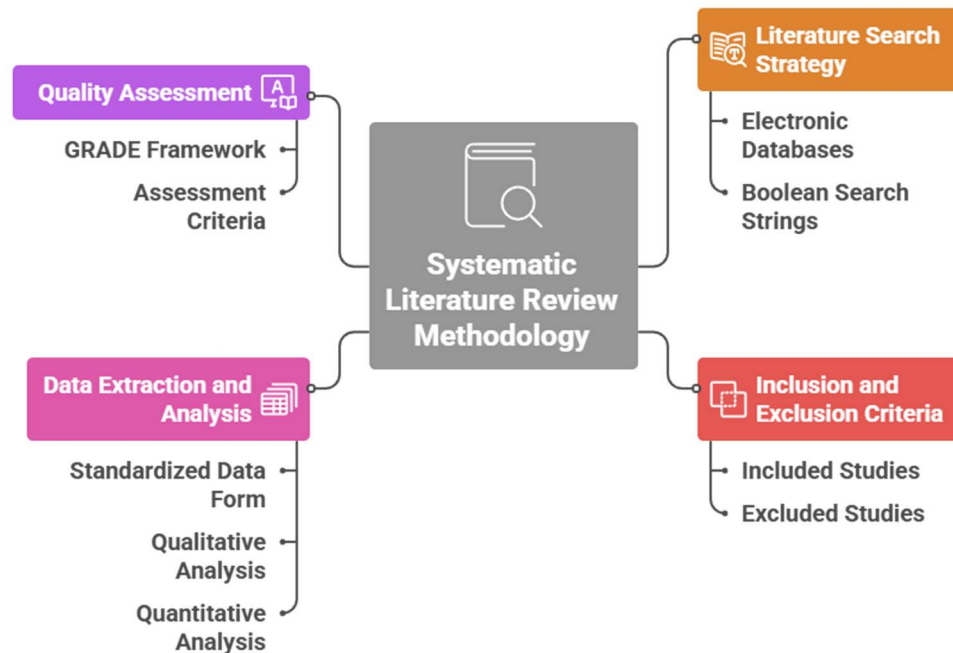 Literature Search
Strategy
Quality Assessment
A
T
Electronic
Databases
GRADE Framework
Assessment
Criteria
Boolean Search
Strings
Systematic
Literature Review
Methodology
Data Extraction and
Analysis
Inclusion and
Exclusion Criteria
Standardized Data
Form
Included Studies
Excluded Studies
Qualitative
Analysis
Quantitative
Analysis